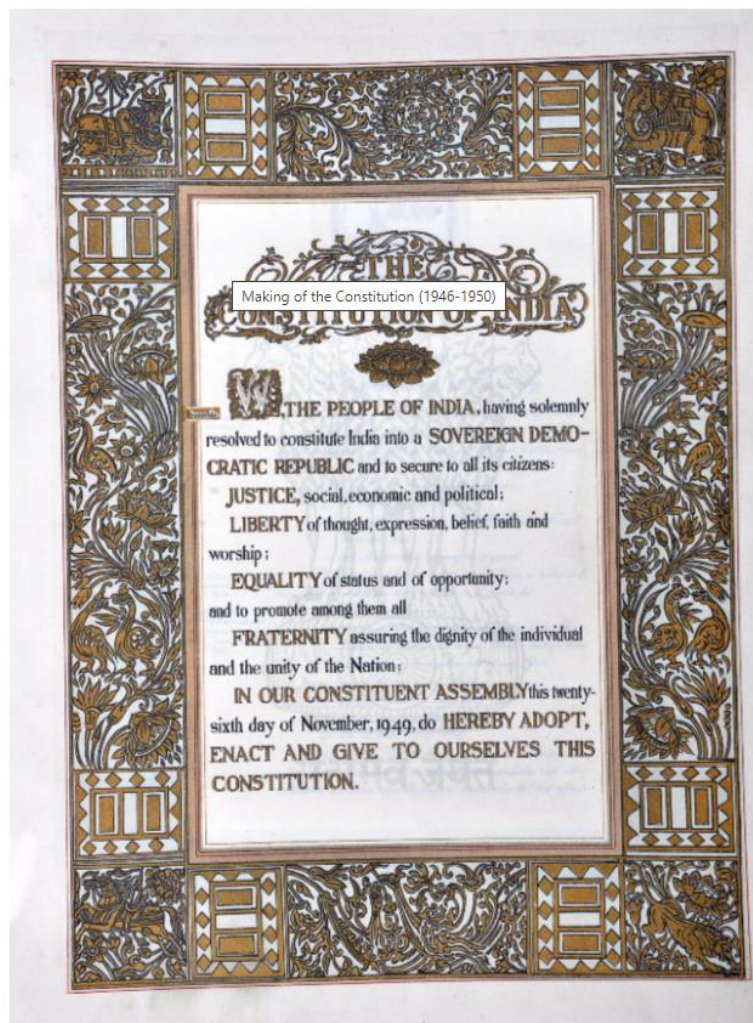 THE
Making of the Constitution (1946-1950)
CONSTITUTION OF INDIA
WE, THE PEOPLE OF INDIA, having solemnly
resolved to constitute India into a SOVEREIGN DEMO-
CRATIC REPUBLIC and to secure to all its citizens:
JUSTICE, social, economic and political;
LIBERTY of thought, expression, belief, faith and
worship;
EQUALITY of status and of opportunity;
and to promote among them all
FRATERNITY assuring the dignity of the individual
and the unity of the Nation;
IN OUR CONSTITUENT ASSEMBLY this twenty-
sixth day of November, 1949, do HEREBY ADOPT,
ENACT AND GIVE TO OURSELVES THIS
CONSTITUTION.